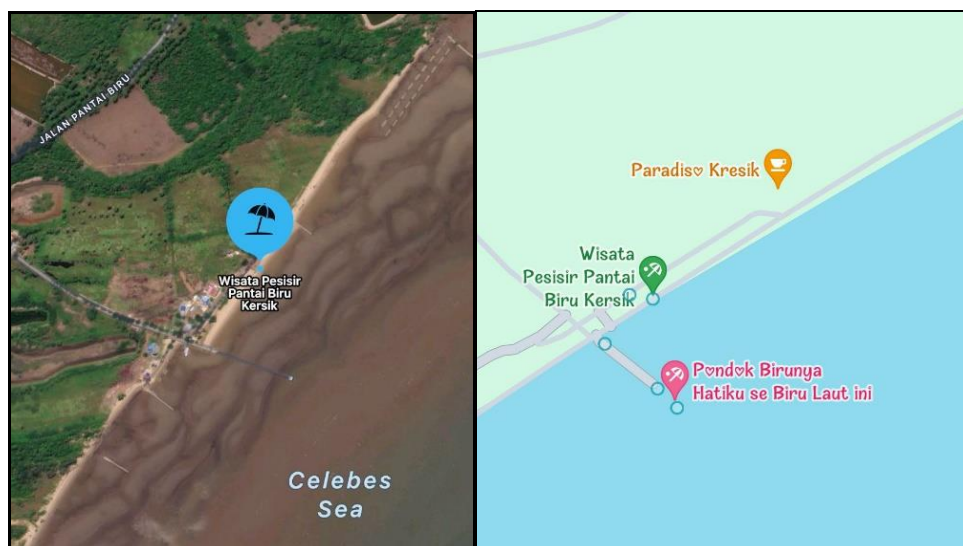 JALAN PANTAI BIRU
Wisata Pesisir
Pantai Biru
Kersik
Celebes
Sea
Paradiso Kresik
Wisata
Pesisir Pantai
Biru Kersik
Pondok Birunya
Hatiku se Biru Laut ini